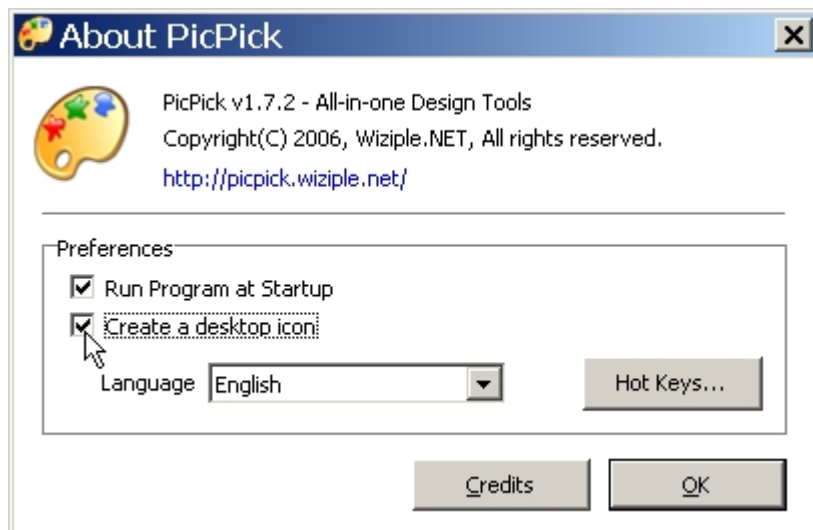 About PicPick
PicPick v1.7.2 - All-in-one Design Tools
Copyright(C) 2006, Wiziple.NET, All rights reserved.
http://picpick.wiziple.net/
Preferences
Run Program at Startup
Create a desktop icon
Language English Hot Keys...
Credits OK